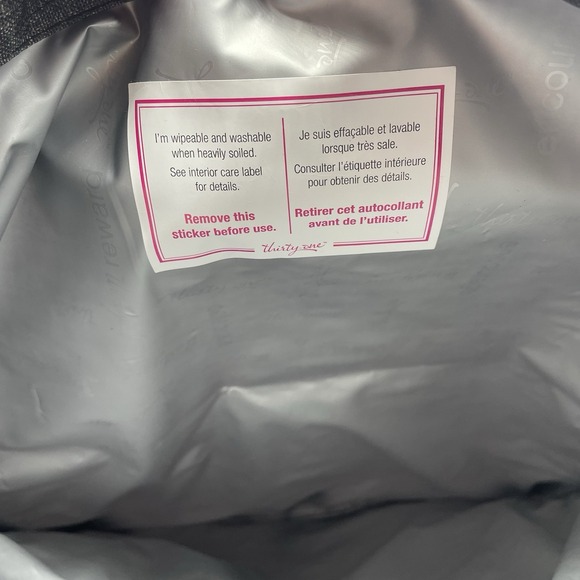 I'm wipeable and washable
when heavily soiled.
See interior care label
for details.
Remove this
sticker before use.
Je suis effaçable et lavable
lorsque très sale.
Consulter l'étiquette intérieure
pour obtenir des détails.
Retirer cet autocollant
avant de l'utiliser.
thirty-one